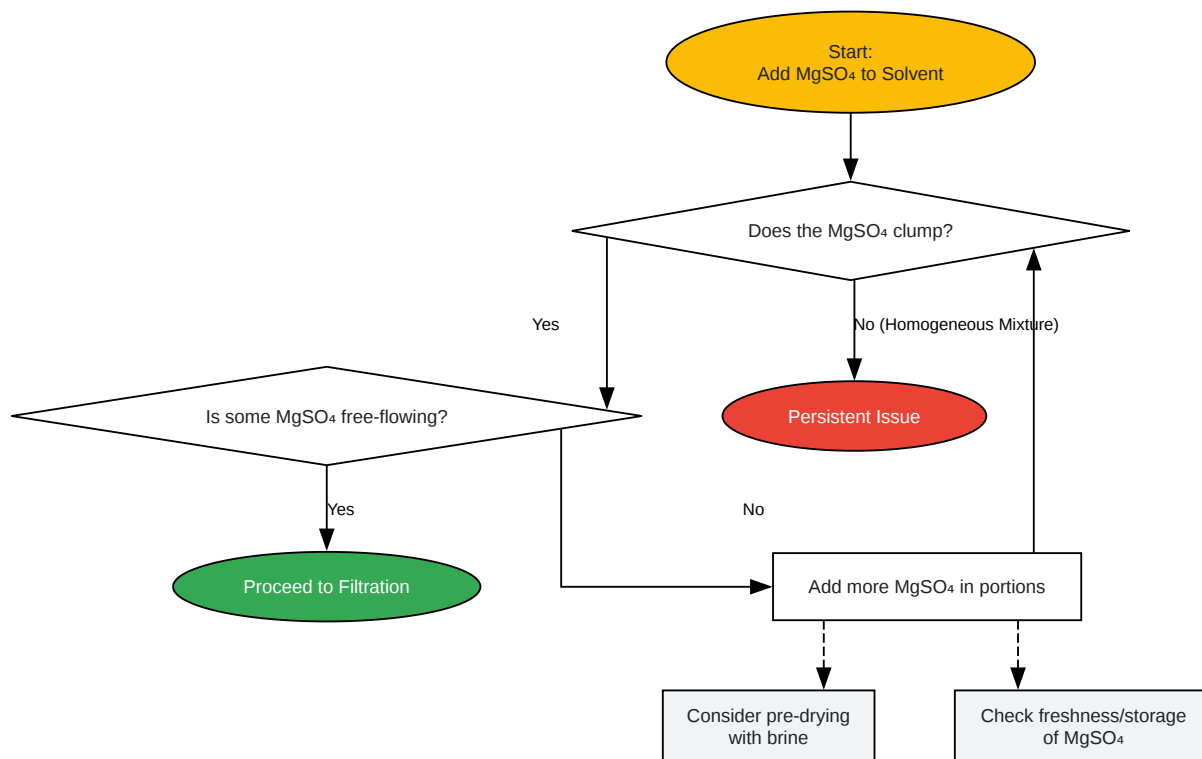 Start:
Add MgSO₄ to Solvent
Does the MgSO₄ clump?
Yes
No (Homogeneous Mixture)
Is some MgSO₄ free-flowing?
Persistent Issue
Yes
No
Proceed to Filtration
Add more MgSO₄ in portions
Consider pre-drying
with brine
Check freshness/storage
of MgSO₄